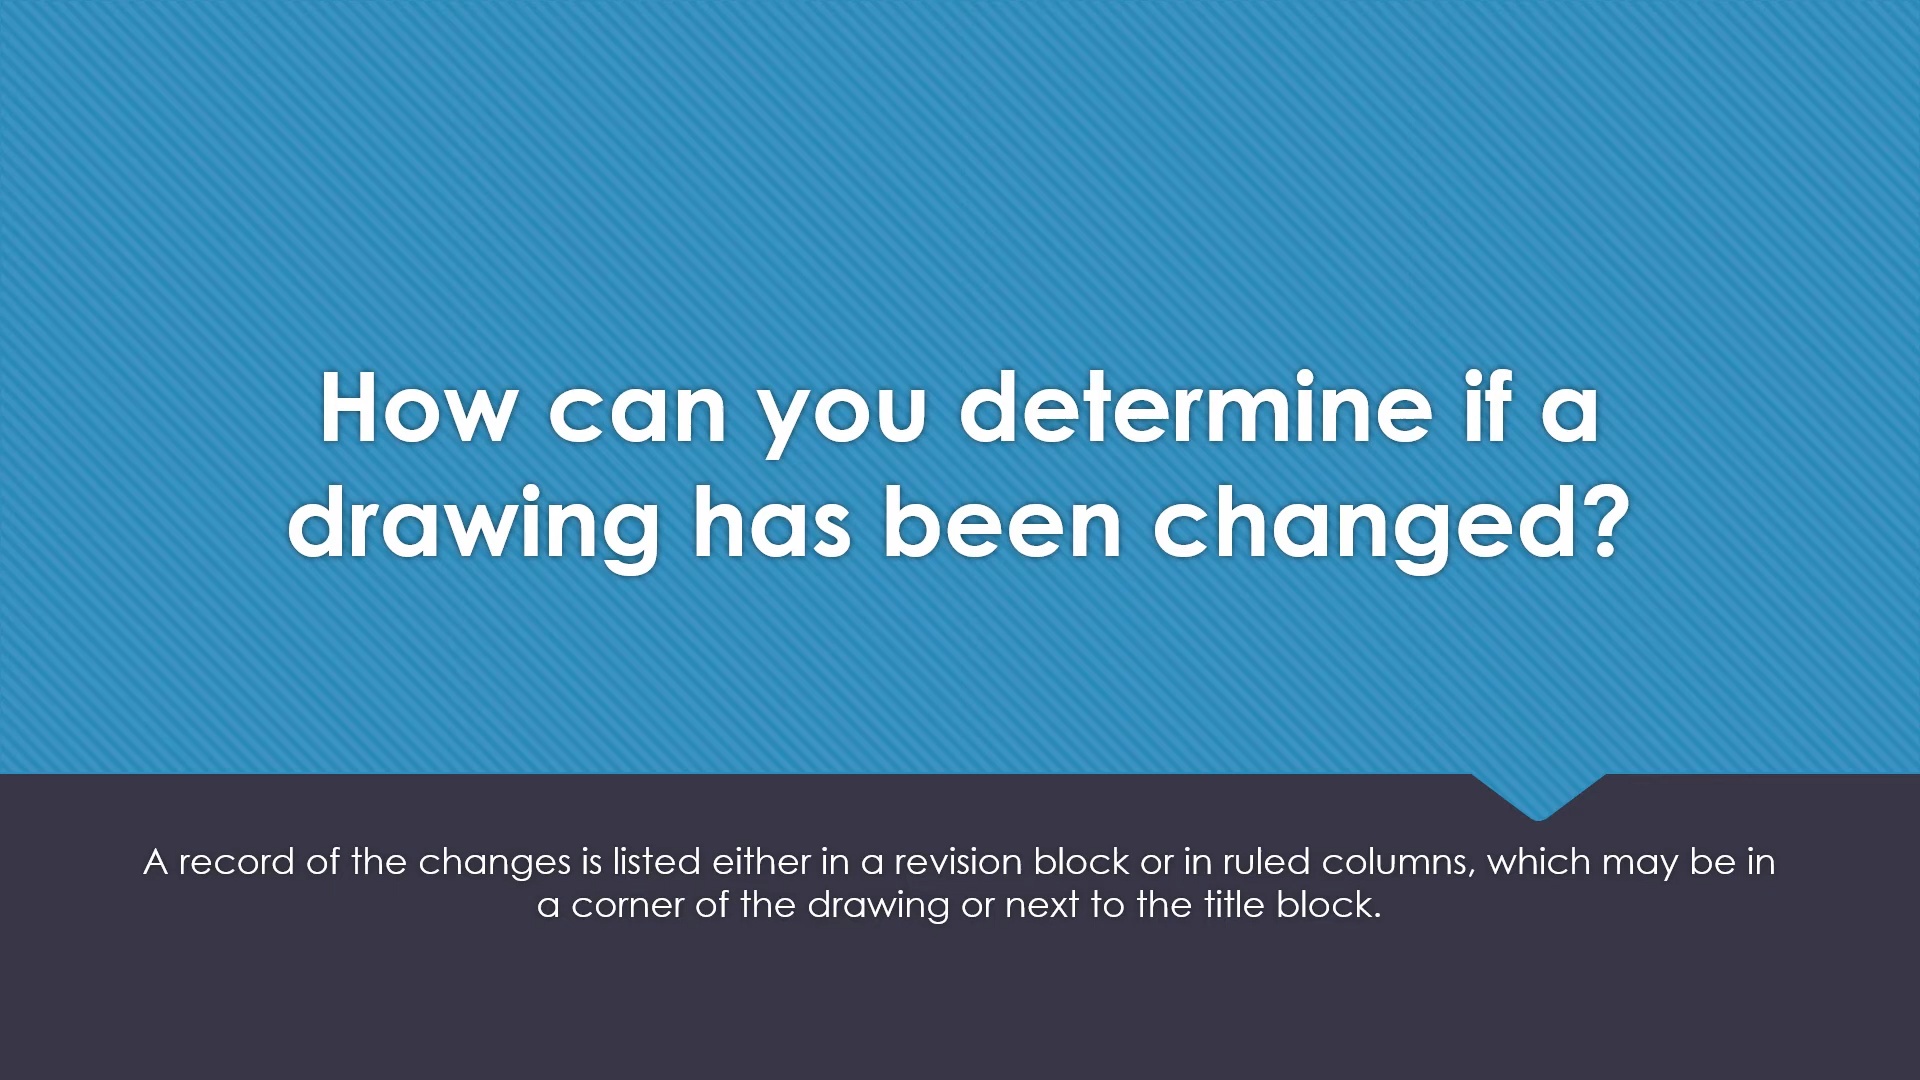 How can you determine if a
drawing has been changed?
A record of the changes is listed either in a revision block or in ruled columns, which may be in
a corner of the drawing or next to the title block.